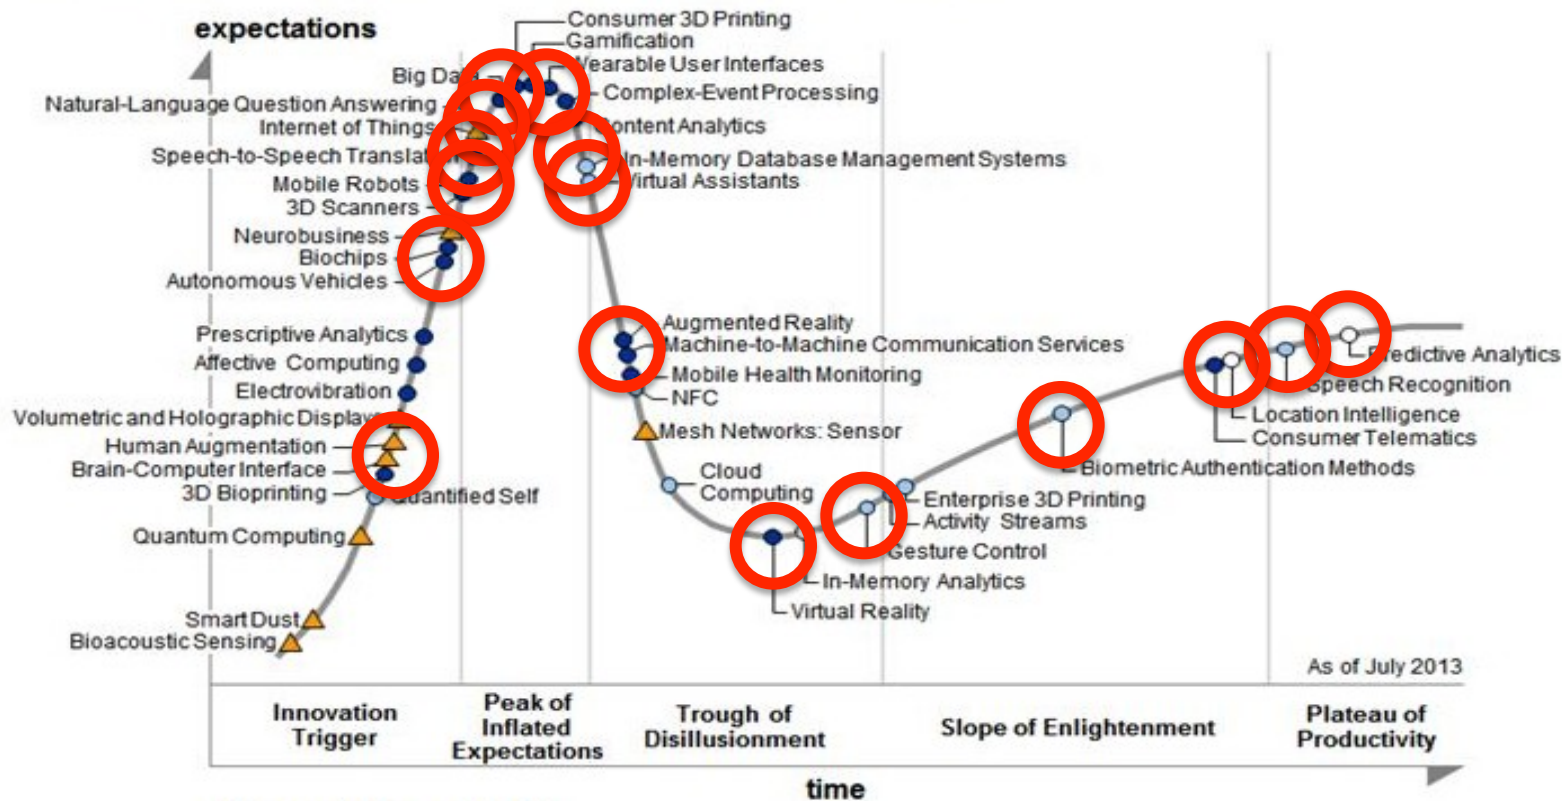 expectations
Consumer 3D Printing
Gamification
Wearable User Interfaces
Big Data
Complex-Event Processing
Natural-Language Question Answering
Internet of Things
Content Analytics
Speech-to-Speech Translation
In-Memory Database Management Systems
Mobile Robots
Virtual Assistants
3D Scanners
Neurobusiness
Biochips
Autonomous Vehicles
Prescriptive Analytics
Affective Computing
Electrovibration
Volumetric and Holographic Displays
Human Augmentation
Brain-Computer Interface
3D Bioprinting
Quantified Self
Quantum Computing
Smart Dust
Bioacoustic Sensing
Augmented Reality
Machine-to-Machine Communication Services
Mobile Health Monitoring
NFC
Mesh Networks: Sensor
Cloud
Computing
Virtual Reality
In-Memory Analytics
Gesture Control
Activity Streams
Enterprise 3D Printing
Biometric Authentication Methods
Consumer Telematics
Location Intelligence
Speech Recognition
Predictive Analytics
As of July 2013
Innovation
Trigger
Peak of
Inflated
Expectations
Trough of
Disillusionment
Slope of Enlightenment
Plateau of
Productivity
time